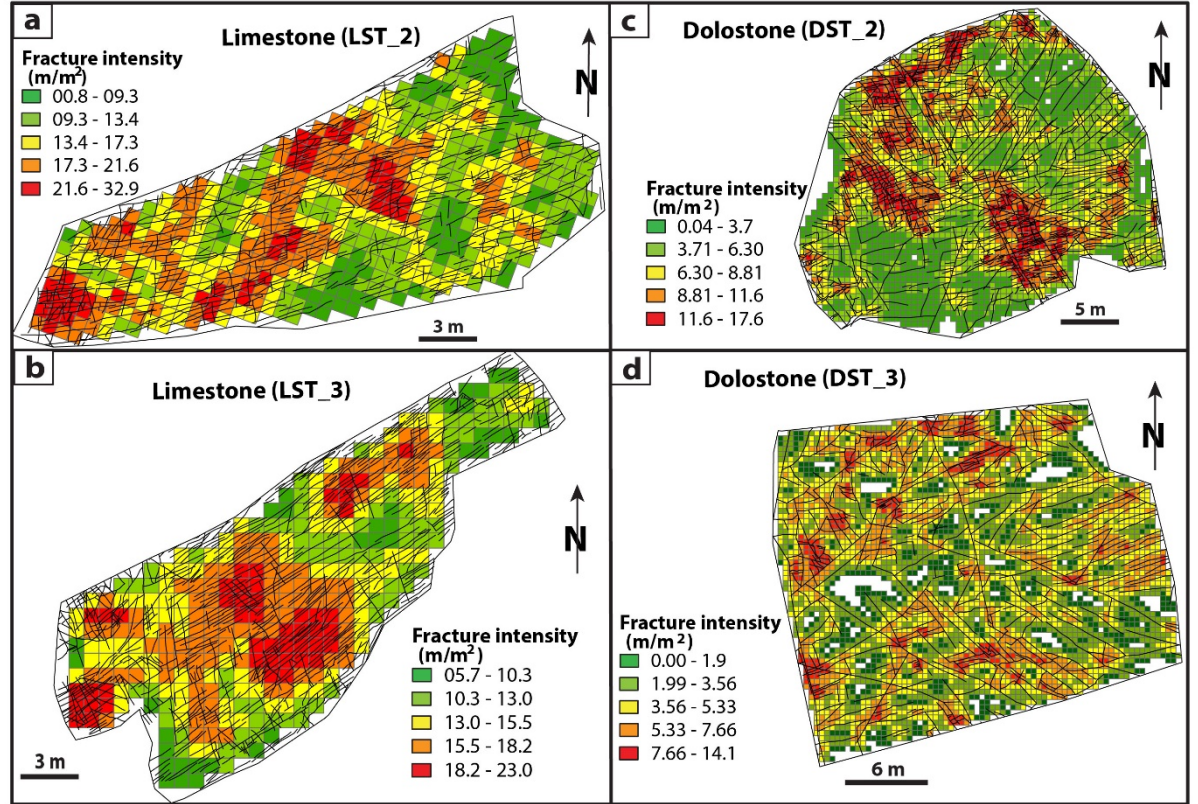 a
Limestone (LST_2)
N
Fracture intensity
(m/m²)
00.8 - 09.3
09.3 - 13.4
13.4 - 17.3
17.3 - 21.6
21.6 - 32.9
3 m
b
Limestone (LST_3)
N
Fracture intensity
(m/m²)
05.7 - 10.3
10.3 - 13.0
13.0 - 15.5
15.5 - 18.2
18.2 - 23.0
3 m
c
Dolostone (DST_2)
N
Fracture intensity
(m/m²)
0.04 - 3.7
3.71 - 6.30
6.30 - 8.81
8.81 - 11.6
11.6 - 17.6
5 m
d
Dolostone (DST_3)
N
Fracture intensity
(m/m²)
0.00 - 1.9
1.99 - 3.56
3.56 - 5.33
5.33 - 7.66
7.66 - 14.1
6 m